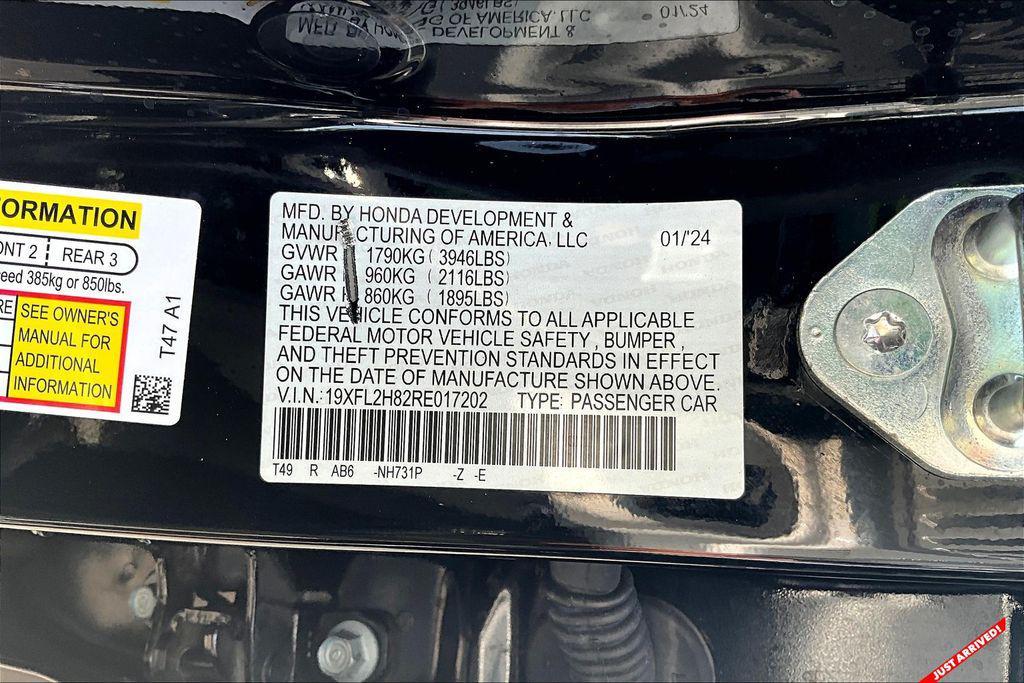 MFD. BY HONDA DEVELOPMENT &
MANUFACTURING OF AMERICA, LLC 01/'24
GVWR 1790KG (3946LBS)
GAWR 960KG (2116LBS)
GAWR 860KG (1895LBS)
THIS VEHICLE CONFORMS TO ALL APPLICABLE
FEDERAL MOTOR VEHICLE SAFETY, BUMPER,
AND THEFT PREVENTION STANDARDS IN EFFECT
ON THE DATE OF MANUFACTURE SHOWN ABOVE.
V.I.N.:19XFL2H82RE017202 TYPE: PASSENGER CAR
T49 R AB6 -NH731P -Z -E
ORMATION
ONT 2 REAR 3
eed 385kg or 850lbs.
RE
SEE OWNER'S
MANUAL FOR
ADDITIONAL
INFORMATION
T47 A1
JUST ARRIVED!